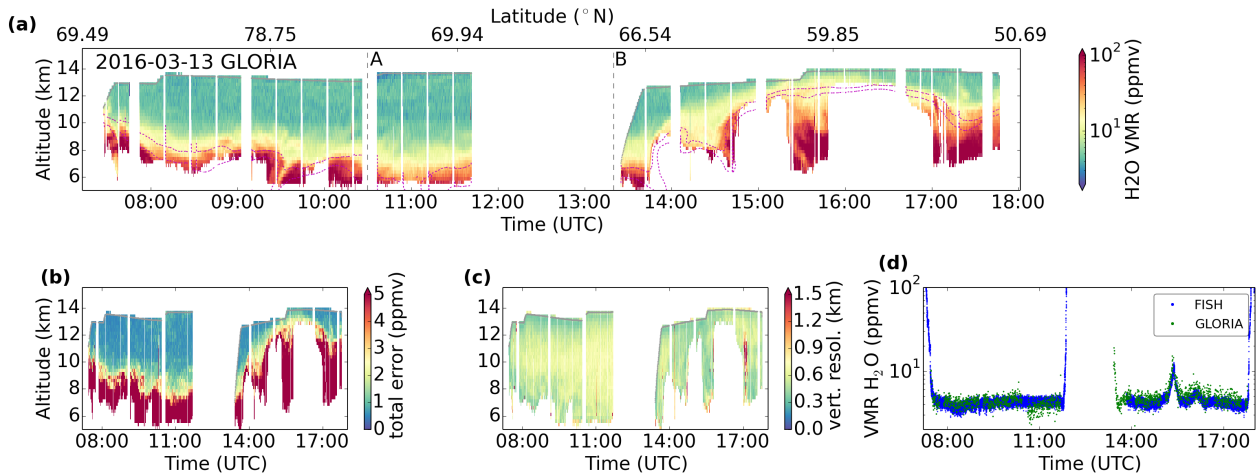 (a)
Latitude (°N)
69.49 78.75 69.94 66.54 59.85 50.69
2016-03-13 GLORIA
A
B
Altitude (km)
14
12
10
8
6
08:00 09:00 10:00 11:00 12:00 13:00 14:00 15:00 16:00 17:00 18:00
Time (UTC)
10²
10¹
H2O VMR (ppmv)
(b)
Altitude (km)
14
12
10
8
6
08:00 11:00 14:00 17:00
Time (UTC)
5
4
3
2
1
0
total error (ppmv)
(c)
14
12
10
8
6
08:00 11:00 14:00 17:00
Time (UTC)
1.5
1.2
0.9
0.6
0.3
0.0
vert. resol. (km)
(d)
VMR H₂O (ppmv)
10²
10¹
FISH
GLORIA
08:00 11:00 14:00 17:00
Time (UTC)